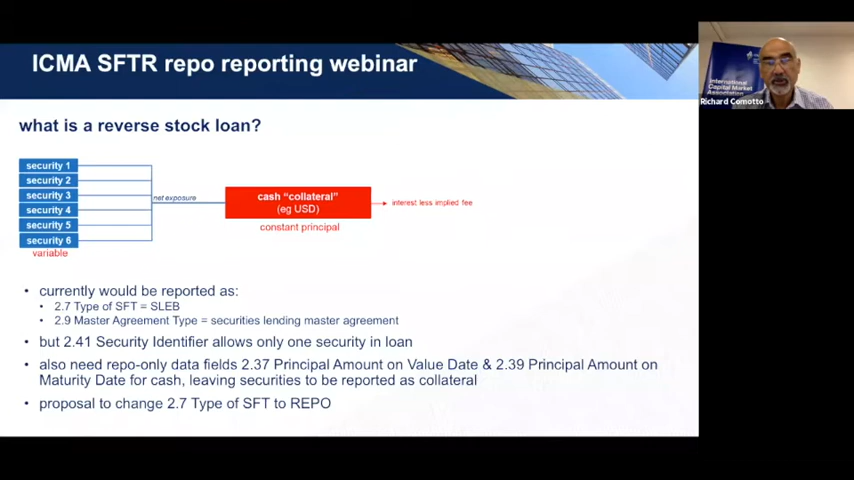 ICMA SFTR repo reporting webinar
what is a reverse stock loan?
security 1
security 2
security 3
security 4
security 5
security 6
variable
net exposure
cash “collateral”
(eg USD)
constant principal
interest less implied fee
• currently would be reported as:
• 2.7 Type of SFT = SLEB
• 2.9 Master Agreement Type = securities lending master agreement
• but 2.41 Security Identifier allows only one security in loan
• also need repo-only data fields 2.37 Principal Amount on Value Date & 2.39 Principal Amount on
Maturity Date for cash, leaving securities to be reported as collateral
• proposal to change 2.7 Type of SFT to REPO
International
Capital Market
Association
Richard Comotto